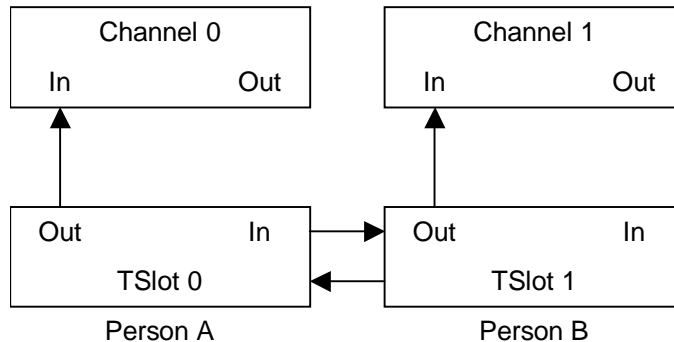 Channel 0
Channel 1
In Out
In Out
Out In
Out In
TSlot 0
TSlot 1
Person A
Person B